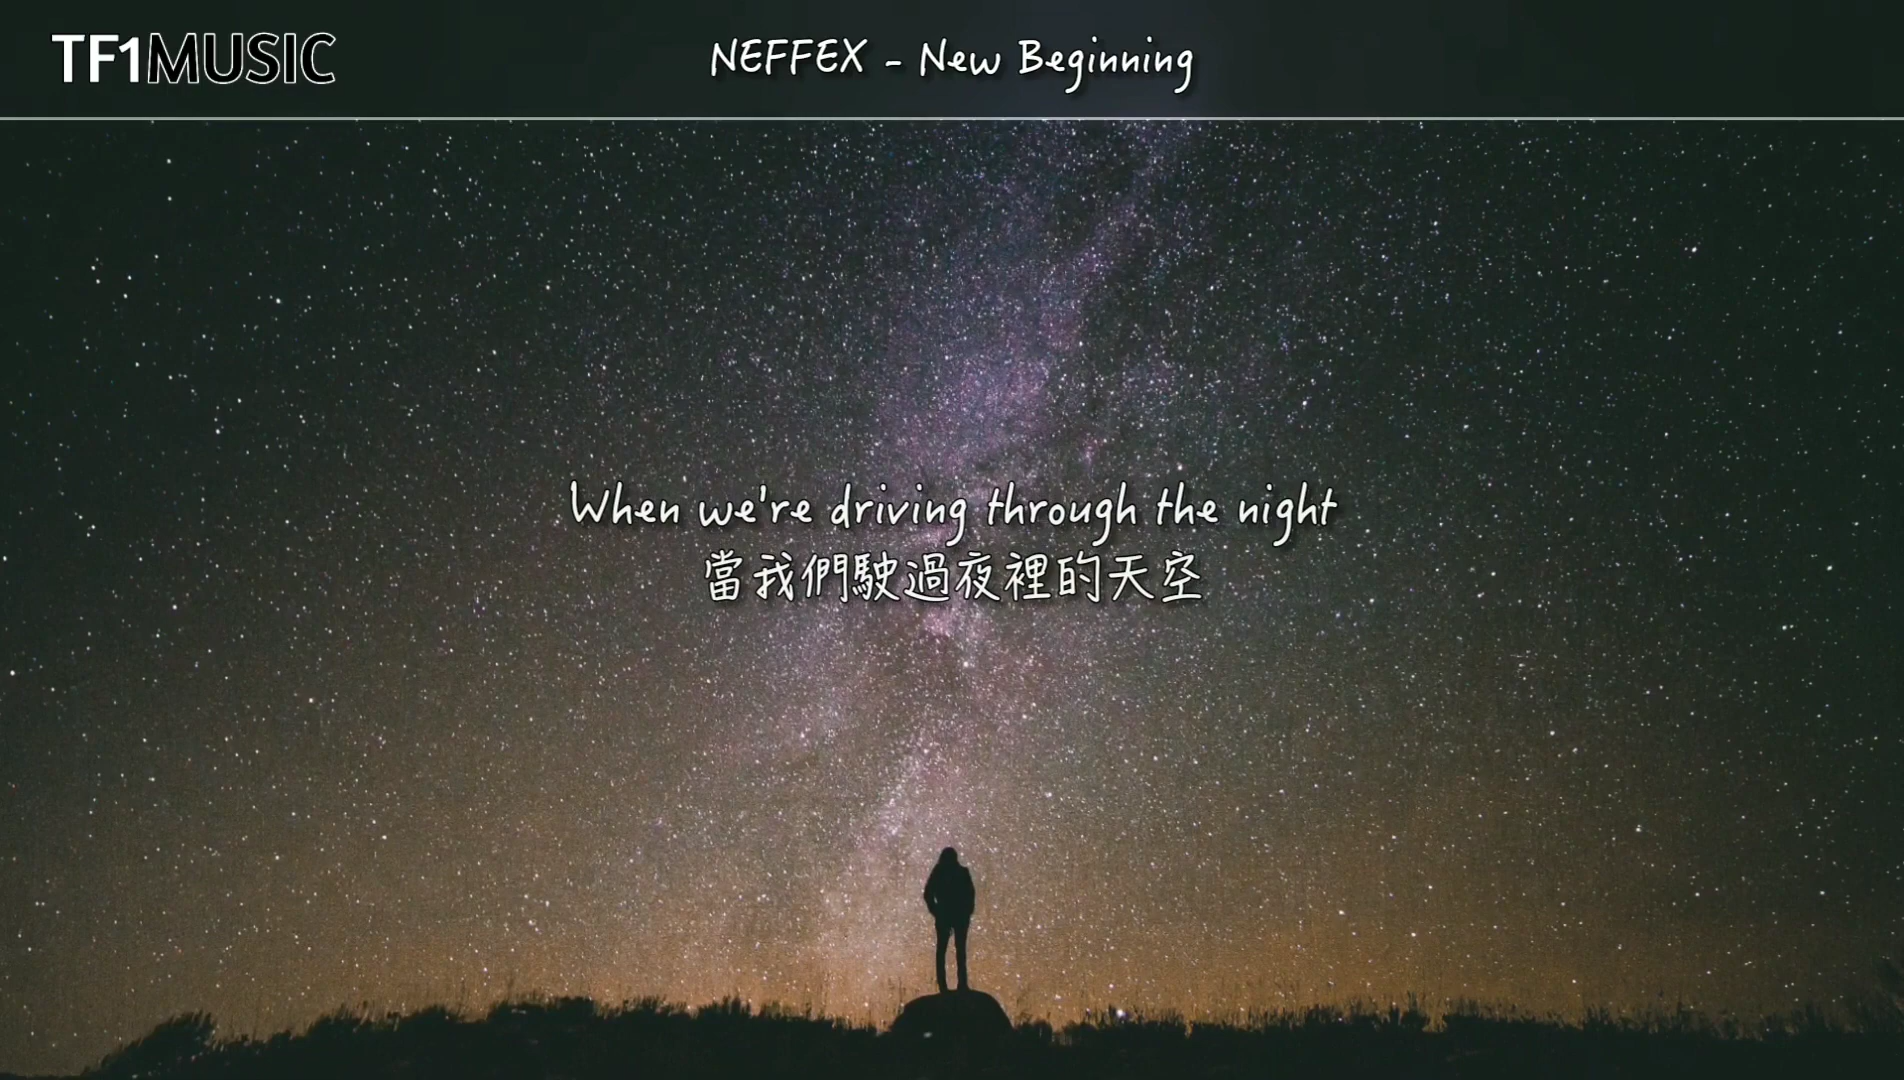 TF1MUSIC
NEFFEX - New Beginning
When we're driving through the night
當我們駛過夜裡的天空